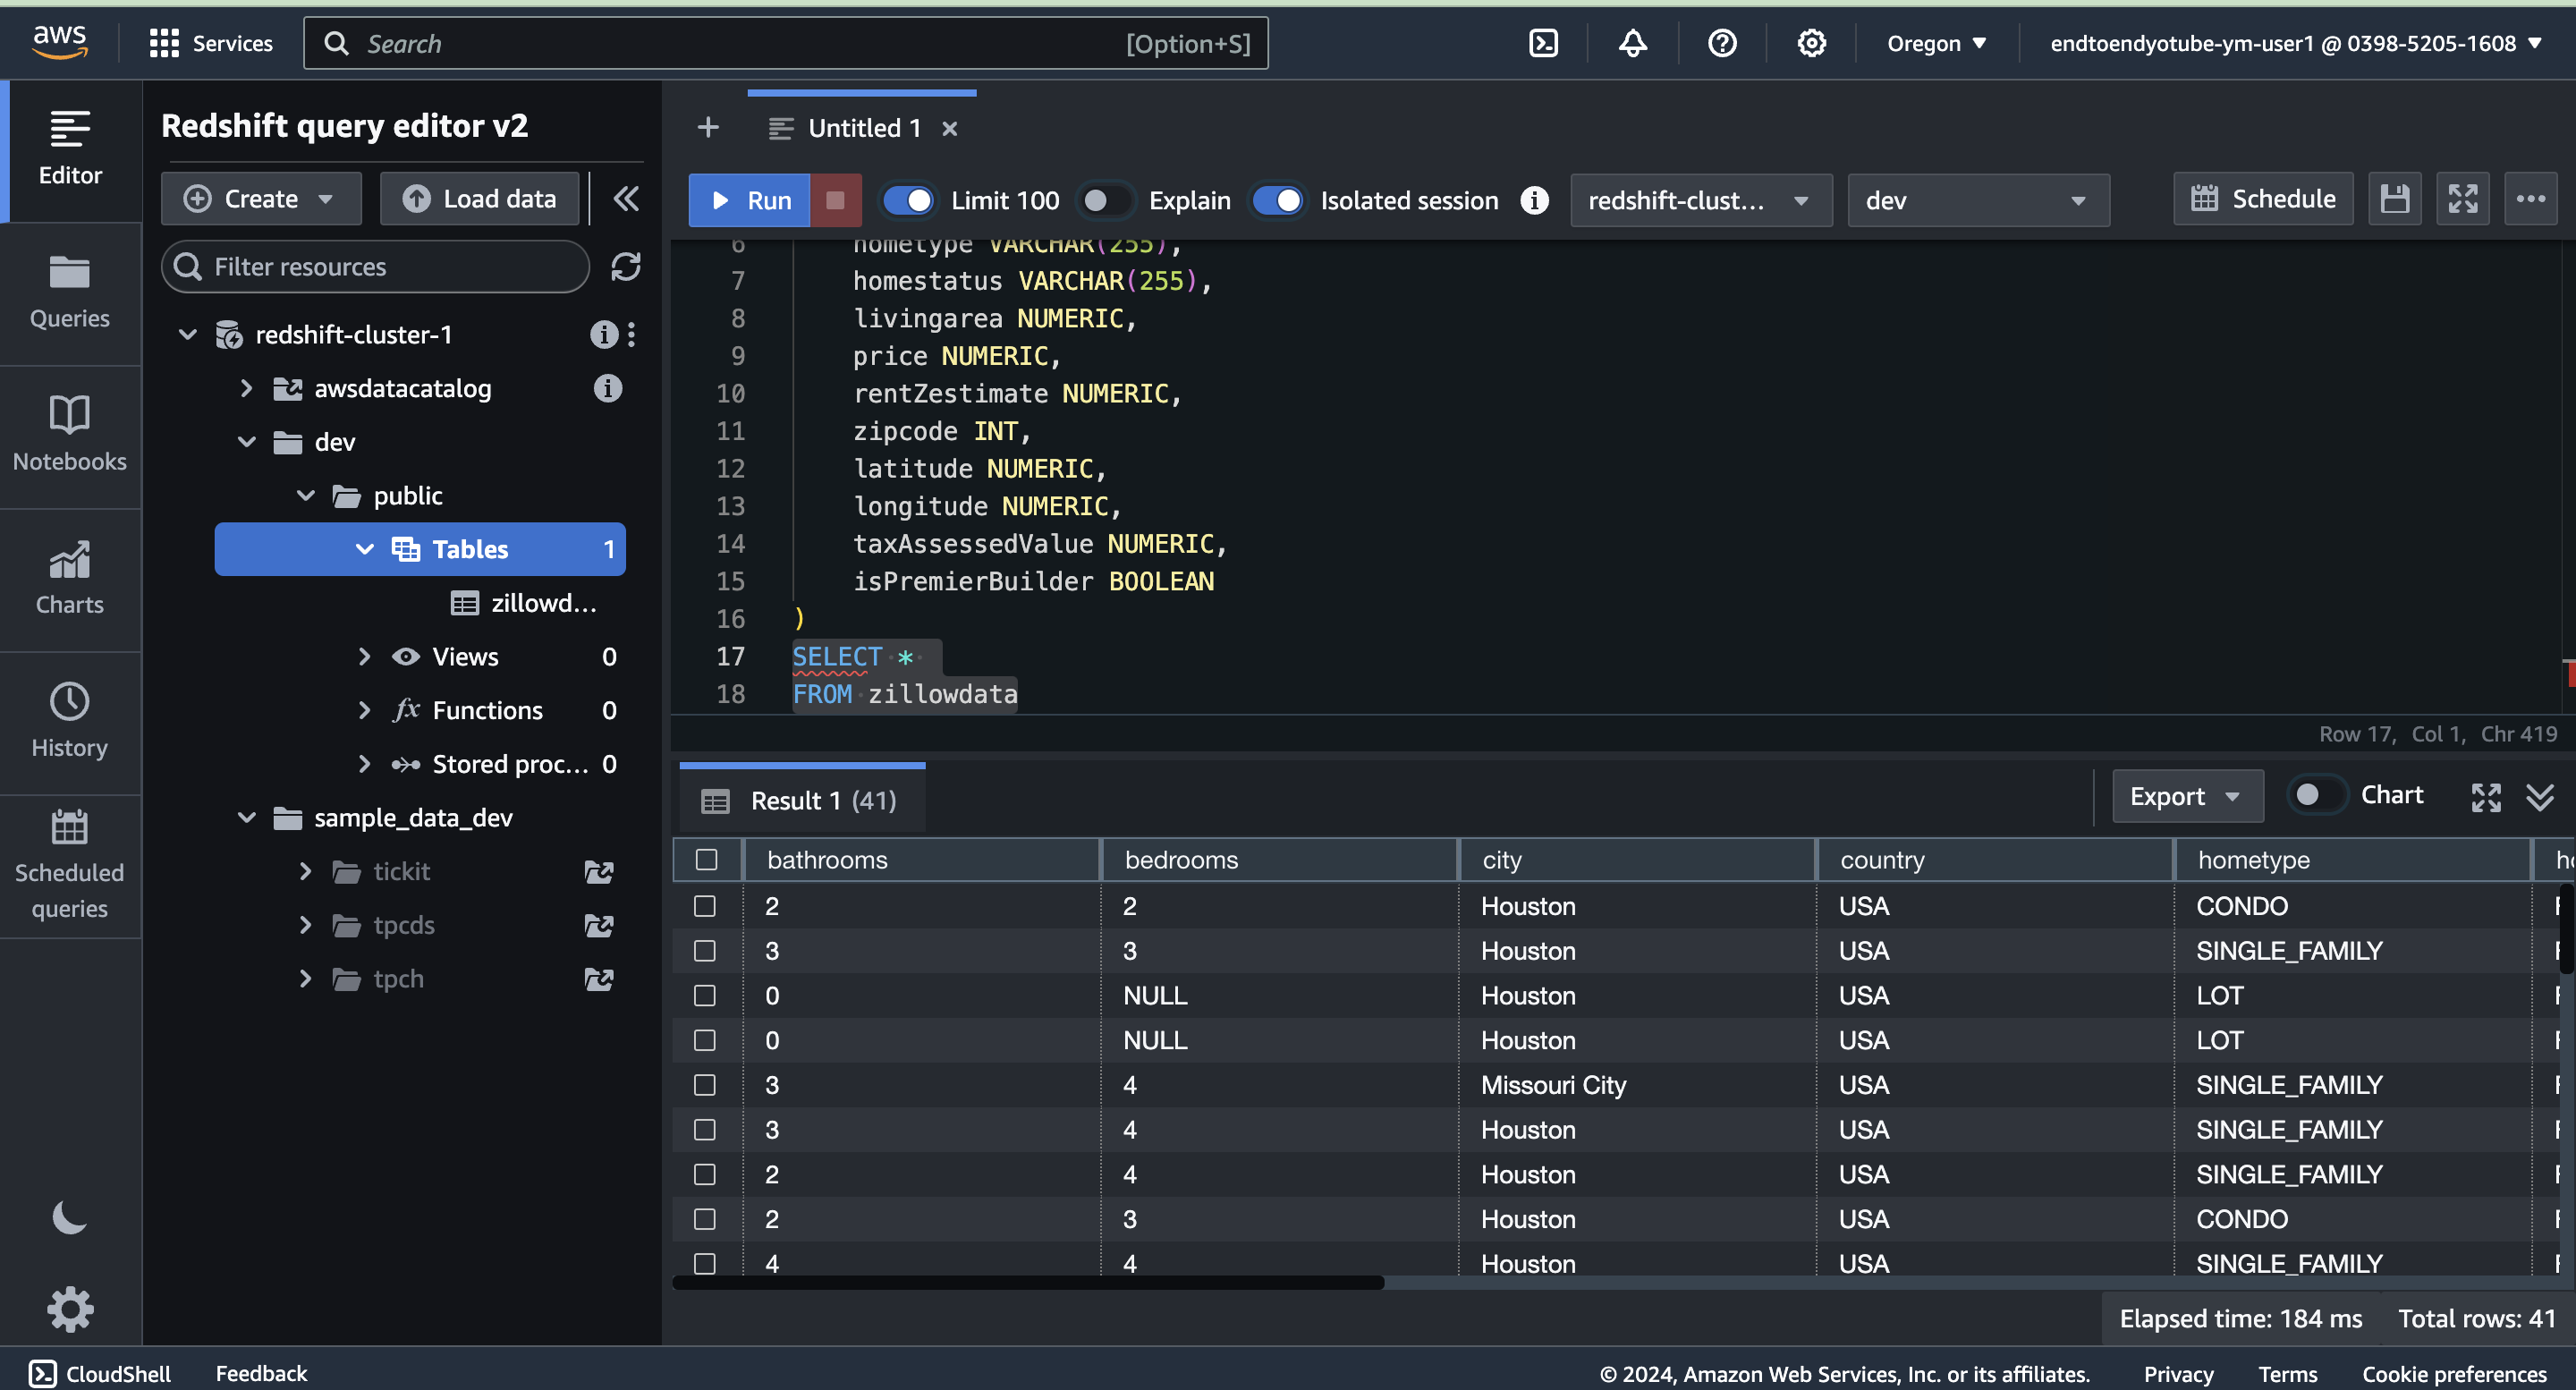 aws Services Search [Option+S] Oregon endtoendyotube-ym-user1 @ 0398-5205-1608
Editor
Queries
Notebooks
Charts
History
Scheduled
queries
Redshift query editor v2
Create Load data
Filter resources
redshift-cluster-1
awsdatacatalog
dev
public
Tables 1
zillowd...
Views 0
fx Functions 0
Stored proc... 0
sample_data_dev
tickit
tpcds
tpch
Untitled 1
Run Limit 100 Explain Isolated session redshift-clust... dev Schedule
6 hometype VARCHAR(255),
7 homestatus VARCHAR(255),
8 livingarea NUMERIC,
9 price NUMERIC,
10 rentZestimate NUMERIC,
11 zipcode INT,
12 latitude NUMERIC,
13 longitude NUMERIC,
14 taxAssessedValue NUMERIC,
15 isPremierBuilder BOOLEAN
16 )
17 SELECT *
18 FROM zillowdata
Row 17, Col 1, Chr 419
Result 1 (41) Export Chart
bathrooms bedrooms city country hometype
2 2 Houston USA CONDO
3 3 Houston USA SINGLE_FAMILY
0 NULL Houston USA LOT
0 NULL Houston USA LOT
3 4 Missouri City USA SINGLE_FAMILY
3 4 Houston USA SINGLE_FAMILY
2 4 Houston USA SINGLE_FAMILY
2 3 Houston USA CONDO
4 4 Houston USA SINGLE_FAMILY
Elapsed time: 184 ms Total rows: 41
CloudShell Feedback © 2024, Amazon Web Services, Inc. or its affiliates. Privacy Terms Cookie preferences